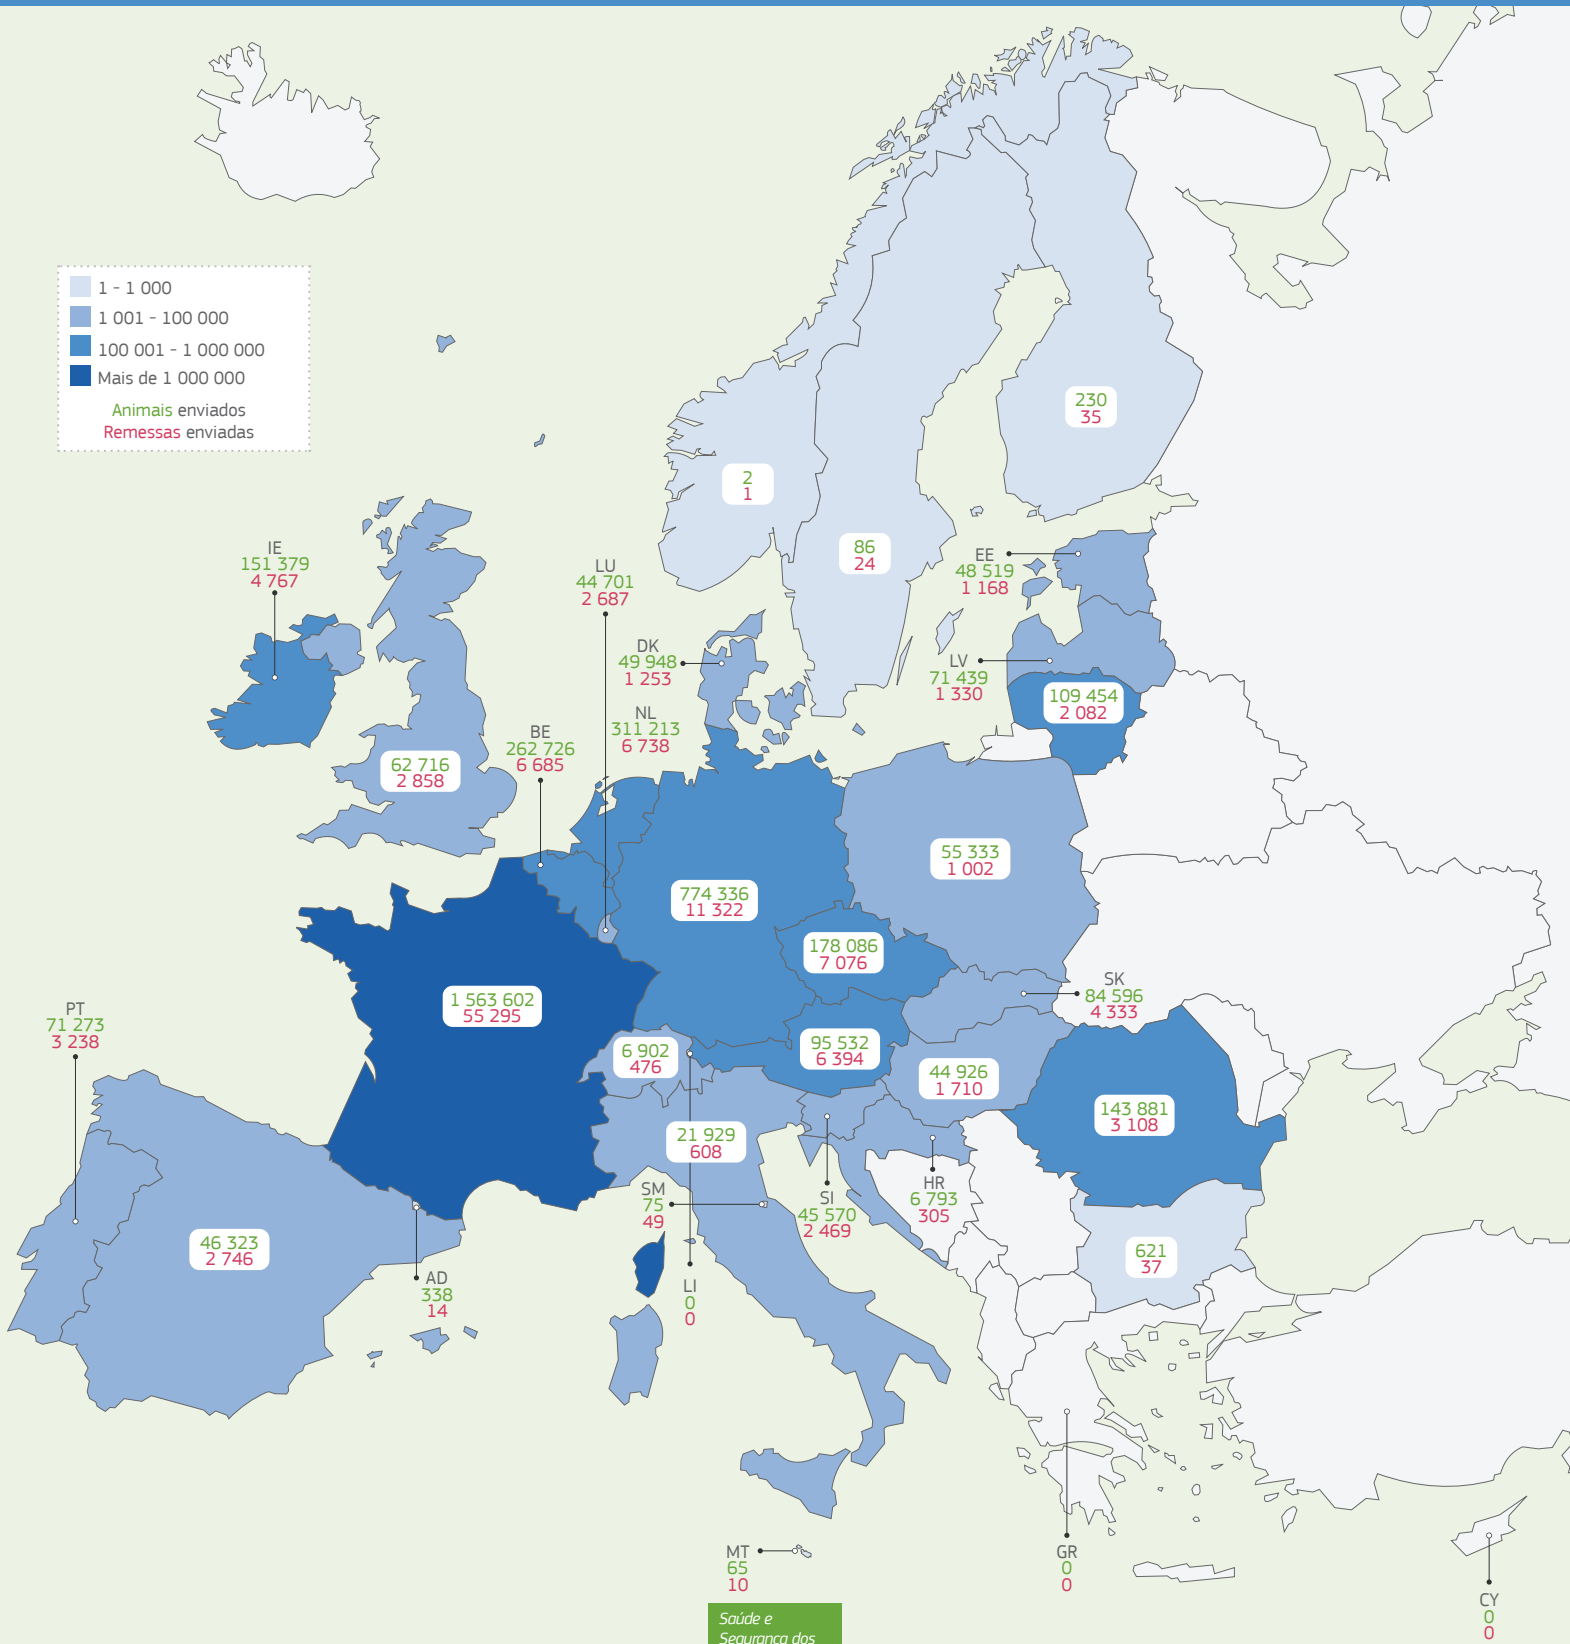 1 - 1 000
1 001 - 100 000
100 001 - 1 000 000
Mais de 1 000 000
Animais enviados
Remessas enviadas
230
35
2
1
86
24
IE
151 379
4 767
LU
44 701
2 687
EE
48 519
1 168
DK
49 948
1 253
LV
71 439
1 330
109 454
2 082
NL
311 213
6 738
BE
262 726
6 685
62 716
2 858
55 333
1 002
774 336
11 322
178 086
7 076
SK
84 596
4 333
1 563 602
55 295
PT
71 273
3 238
6 902
476
95 532
6 394
44 926
1 710
143 881
3 108
21 929
608
SM
75
49
SI
45 570
2 469
HR
6 793
305
46 323
2 746
621
37
AD
338
14
LI
0
0
MT
65
10
GR
0
0
CY
0
0
Saúde e
Segurança dos